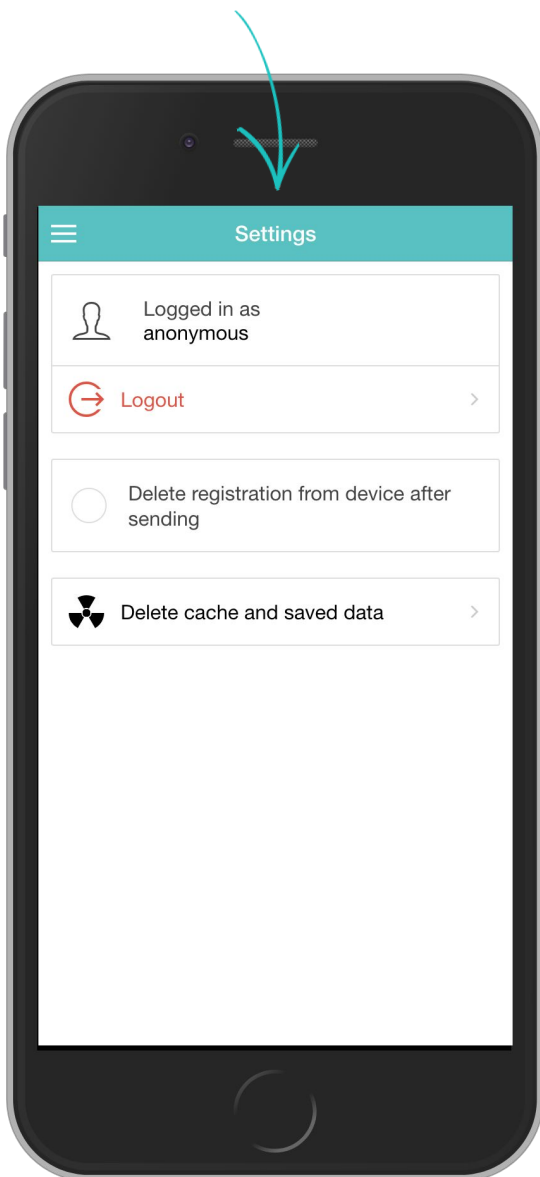 Settings
Logged in as
anonymous
Logout
Delete registration from device after
sending
Delete cache and saved data